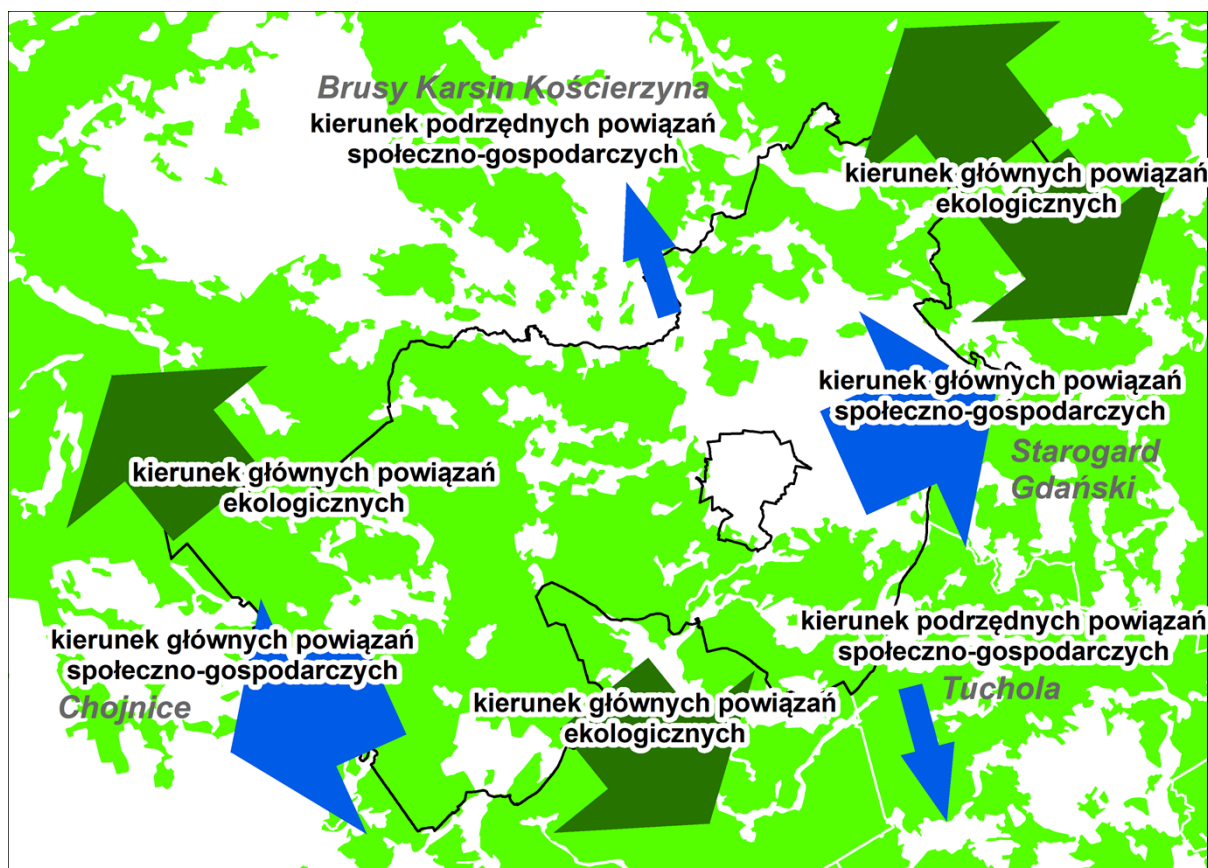 Brusy Karsin Kościerzyna
kierunek podrzędnych powiązań
społeczno-gospodarczych
kierunek głównych powiązań
ekologicznych
kierunek głównych powiązań
społeczno-gospodarczych
Starogard
Gdański
kierunek głównych powiązań
ekologicznych
kierunek głównych powiązań
społeczno-gospodarczych
Chojnice
kierunek podrzędnych powiązań
społeczno-gospodarczych
Tuchola
kierunek głównych powiązań
ekologicznych